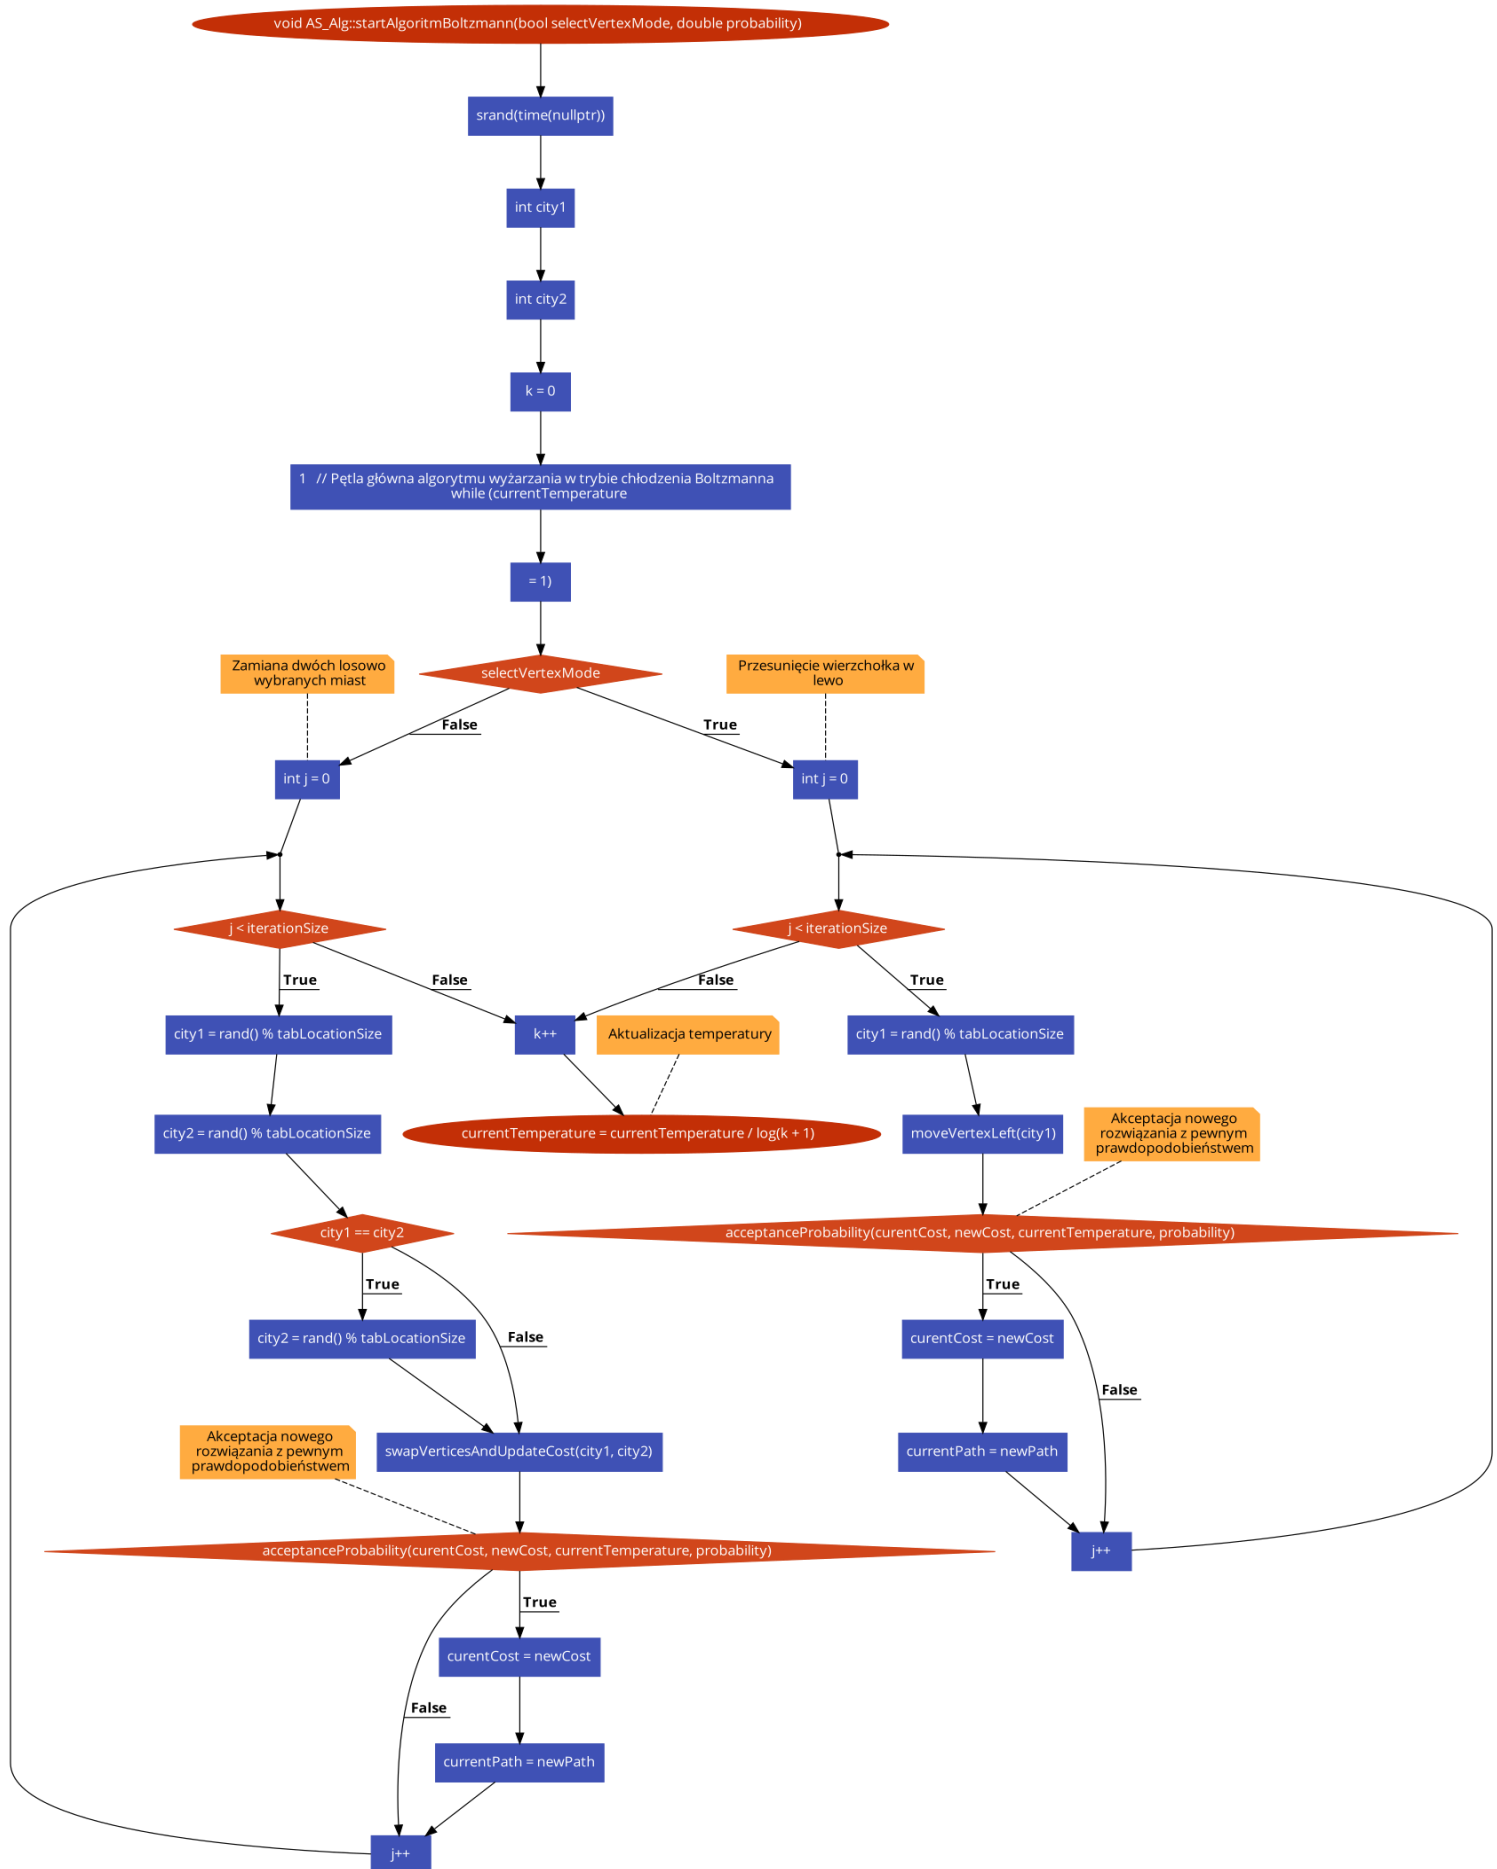 void AS_Alg::startAlgoritmBoltzmann(bool selectVertexMode, double probability)
srand(time(nullptr))
int city1
int city2
k = 0
1 // Pętla główna algorytmu wyżarzania w trybie chłodzenia Boltzmanna
while (currentTemperature
= 1)
Zamiana dwóch losowo
wybranych miast
selectVertexMode
Przesunięcie wierzchołka w
lewo
False
True
int j = 0
int j = 0
j < iterationSize
j < iterationSize
True
False
False
True
city1 = rand() % tabLocationSize
k++
Aktualizacja temperatury
city1 = rand() % tabLocationSize
city2 = rand() % tabLocationSize
currentTemperature = currentTemperature / log(k + 1)
moveVertexLeft(city1)
Akceptacja nowego
rozwiązania z pewnym
prawdopodobieństwem
city1 == city2
acceptanceProbability(curentCost, newCost, currentTemperature, probability)
True
True
city2 = rand() % tabLocationSize
False
curentCost = newCost
False
Akceptacja nowego
rozwiązania z pewnym
prawdopodobieństwem
swapVerticesAndUpdateCost(city1, city2)
currentPath = newPath
acceptanceProbability(curentCost, newCost, currentTemperature, probability)
j++
True
curentCost = newCost
False
currentPath = newPath
j++